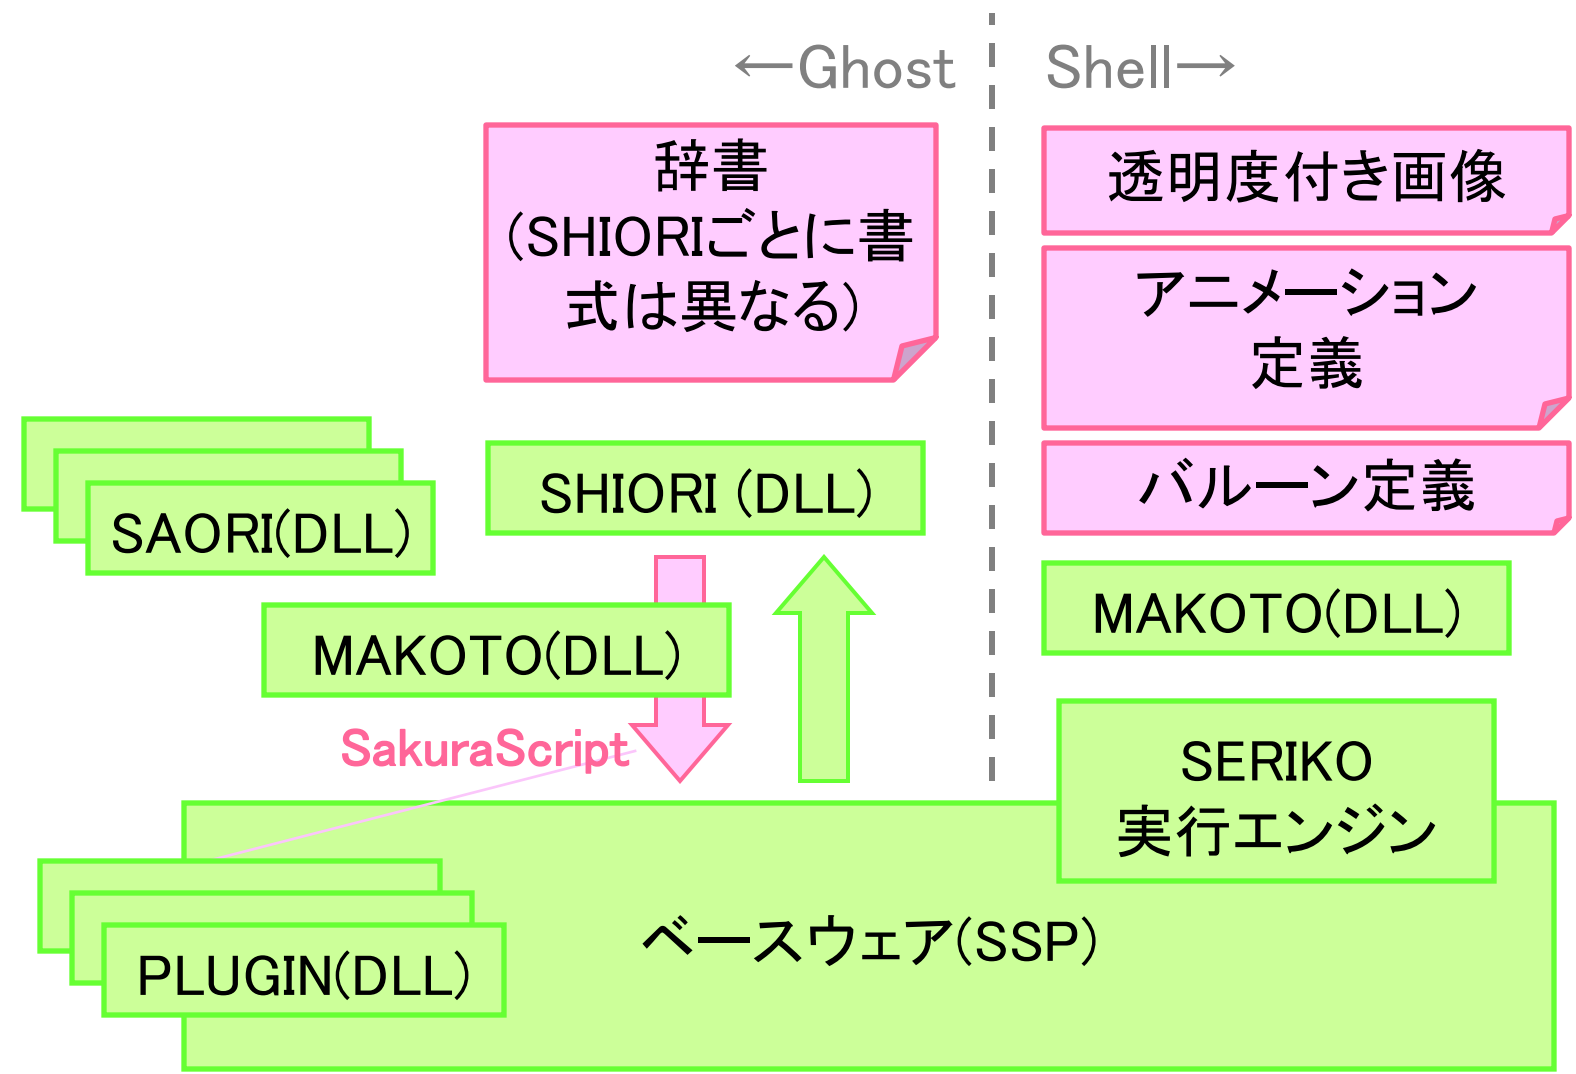 ←Ghost
Shell→
辞書
(SHIORIごとに書
式は異なる)
透明度付き画像
アニメーション
定義
バルーン定義
SHIORI (DLL)
SAORI(DLL)
MAKOTO(DLL)
MAKOTO(DLL)
SakuraScript
SERIKO
実行エンジン
ベースウェア(SSP)
PLUGIN(DLL)